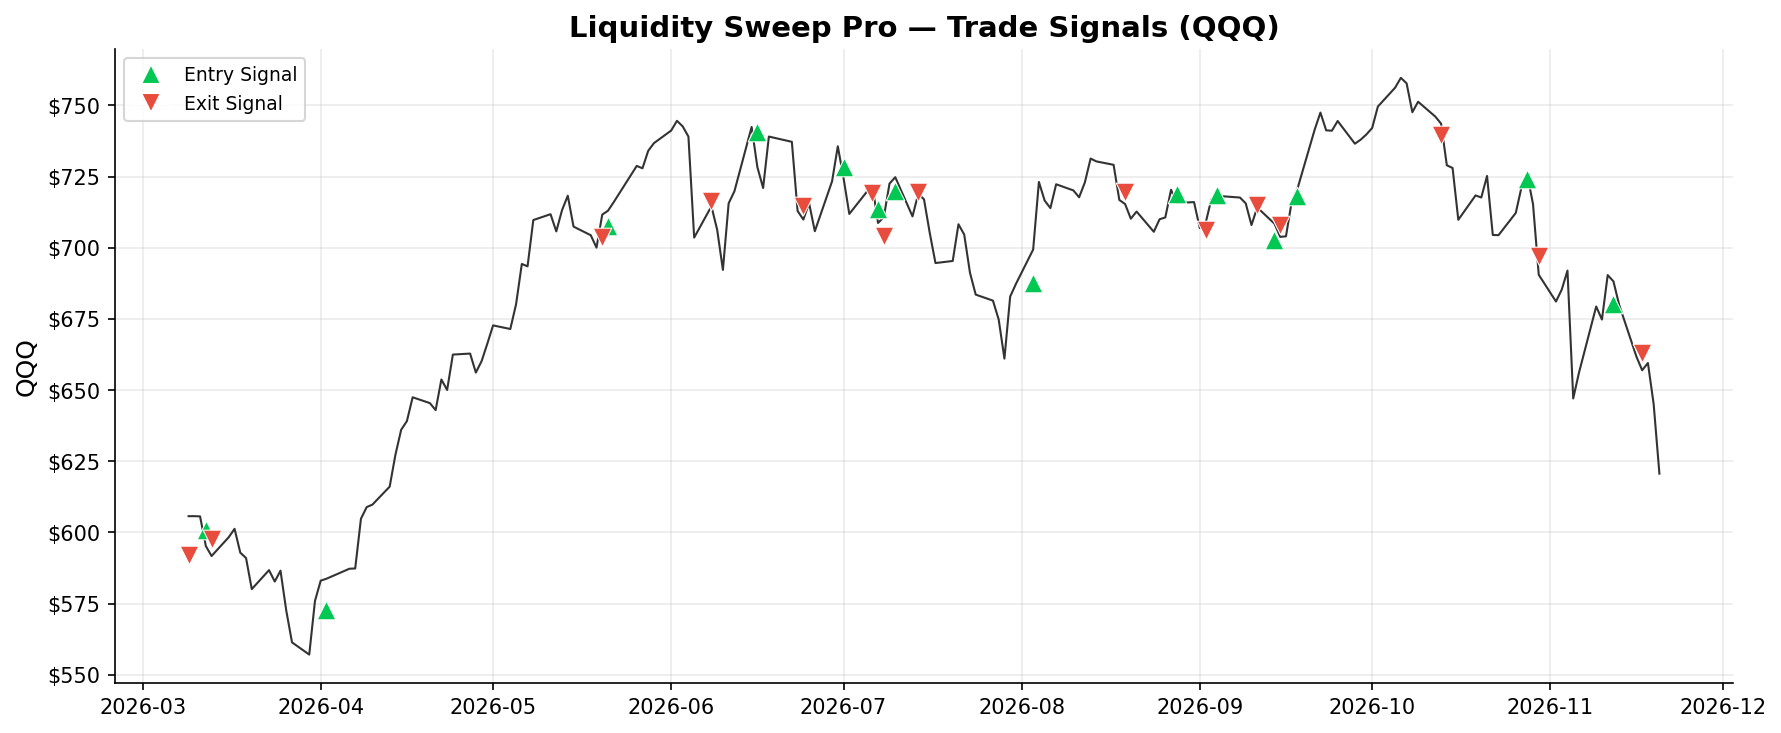 Liquidity Sweep Pro — Trade Signals (QQQ)
Entry Signal
Exit Signal
QQQ
$750
$725
$700
$675
$650
$625
$600
$575
$550
2026-03 2026-04 2026-05 2026-06 2026-07 2026-08 2026-09 2026-10 2026-11 2026-12